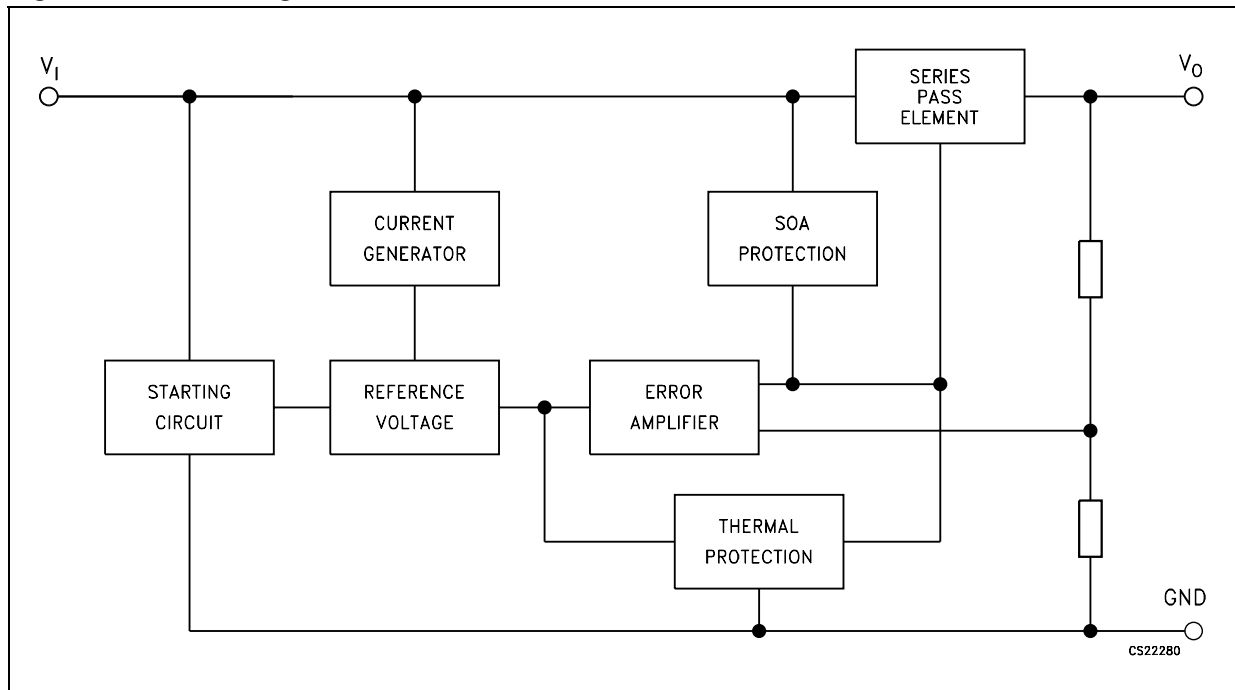 V_I
V_O
SERIES
PASS
ELEMENT
CURRENT
GENERATOR
SOA
PROTECTION
STARTING
CIRCUIT
REFERENCE
VOLTAGE
ERROR
AMPLIFIER
THERMAL
PROTECTION
GND
CS22280